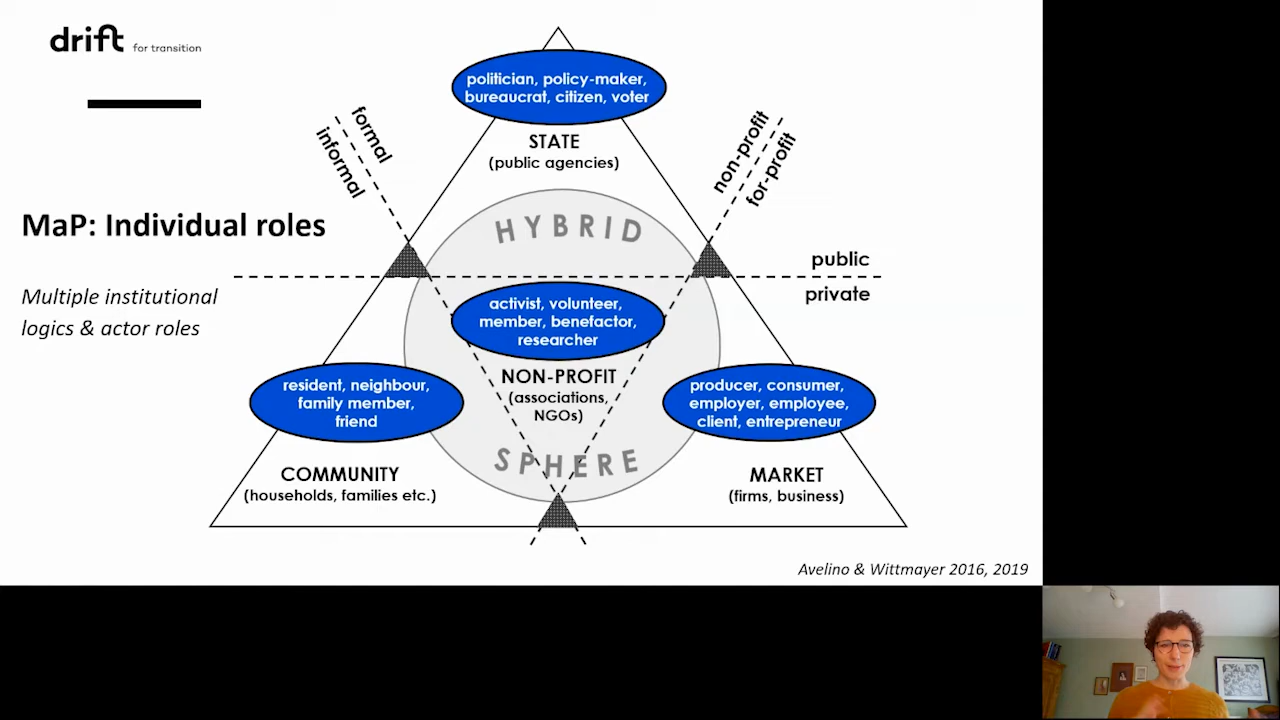 drift for transition
politician, policy-maker,
bureaucrat, citizen, voter
formal
informal
non-profit
for-profit
STATE
(public agencies)
MaP: Individual roles
HYBRID
public
private
Multiple institutional
logics & actor roles
activist, volunteer,
member, benefactor,
researcher
NON-PROFIT
(associations,
NGOs)
resident, neighbour,
family member,
friend
producer, consumer,
employer, employee,
client, entrepreneur
SPHERE
COMMUNITY
(households, families etc.)
MARKET
(firms, business)
Avelino & Wittmayer 2016, 2019